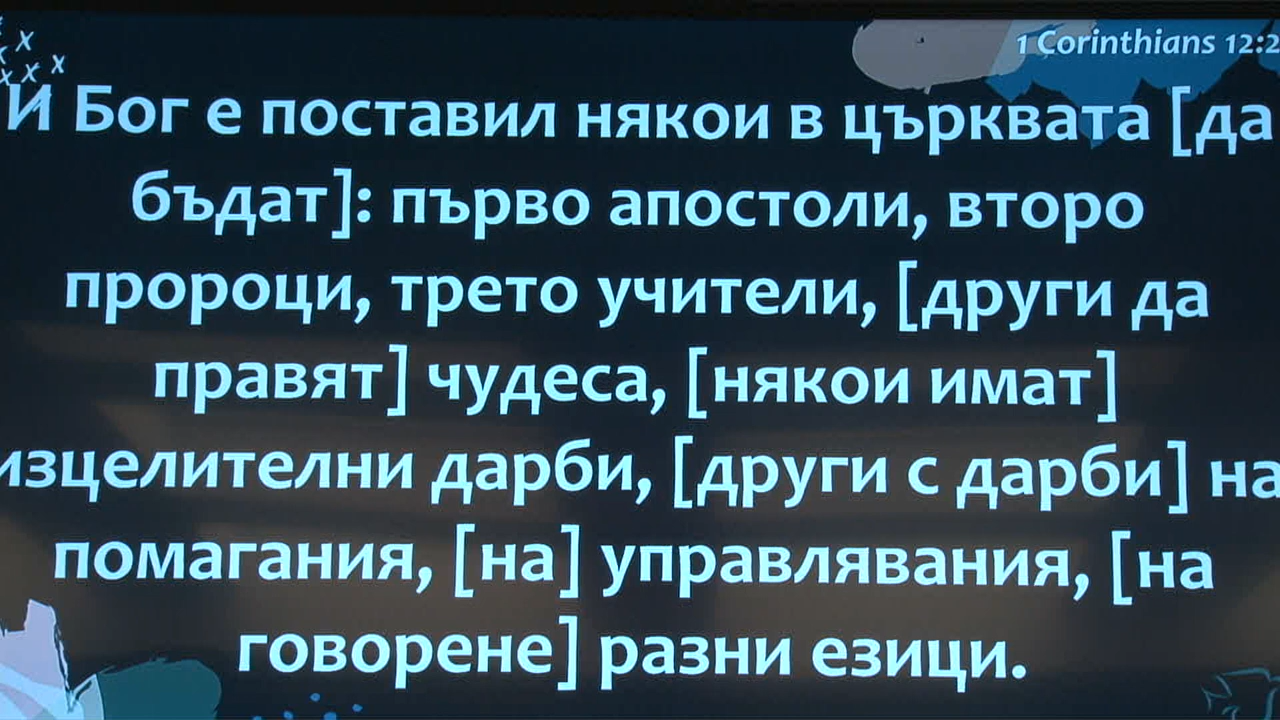 1 Corinthians 12:2
И Бог е поставил някои в църквата [да
бъдат]: първо апостоли, второ
пророци, трето учители, [други да
правят] чудеса, [някои имат]
изцелителни дарби, [други с дарби] на
помагания, [на] управлявания, [на
говорене] разни езици.